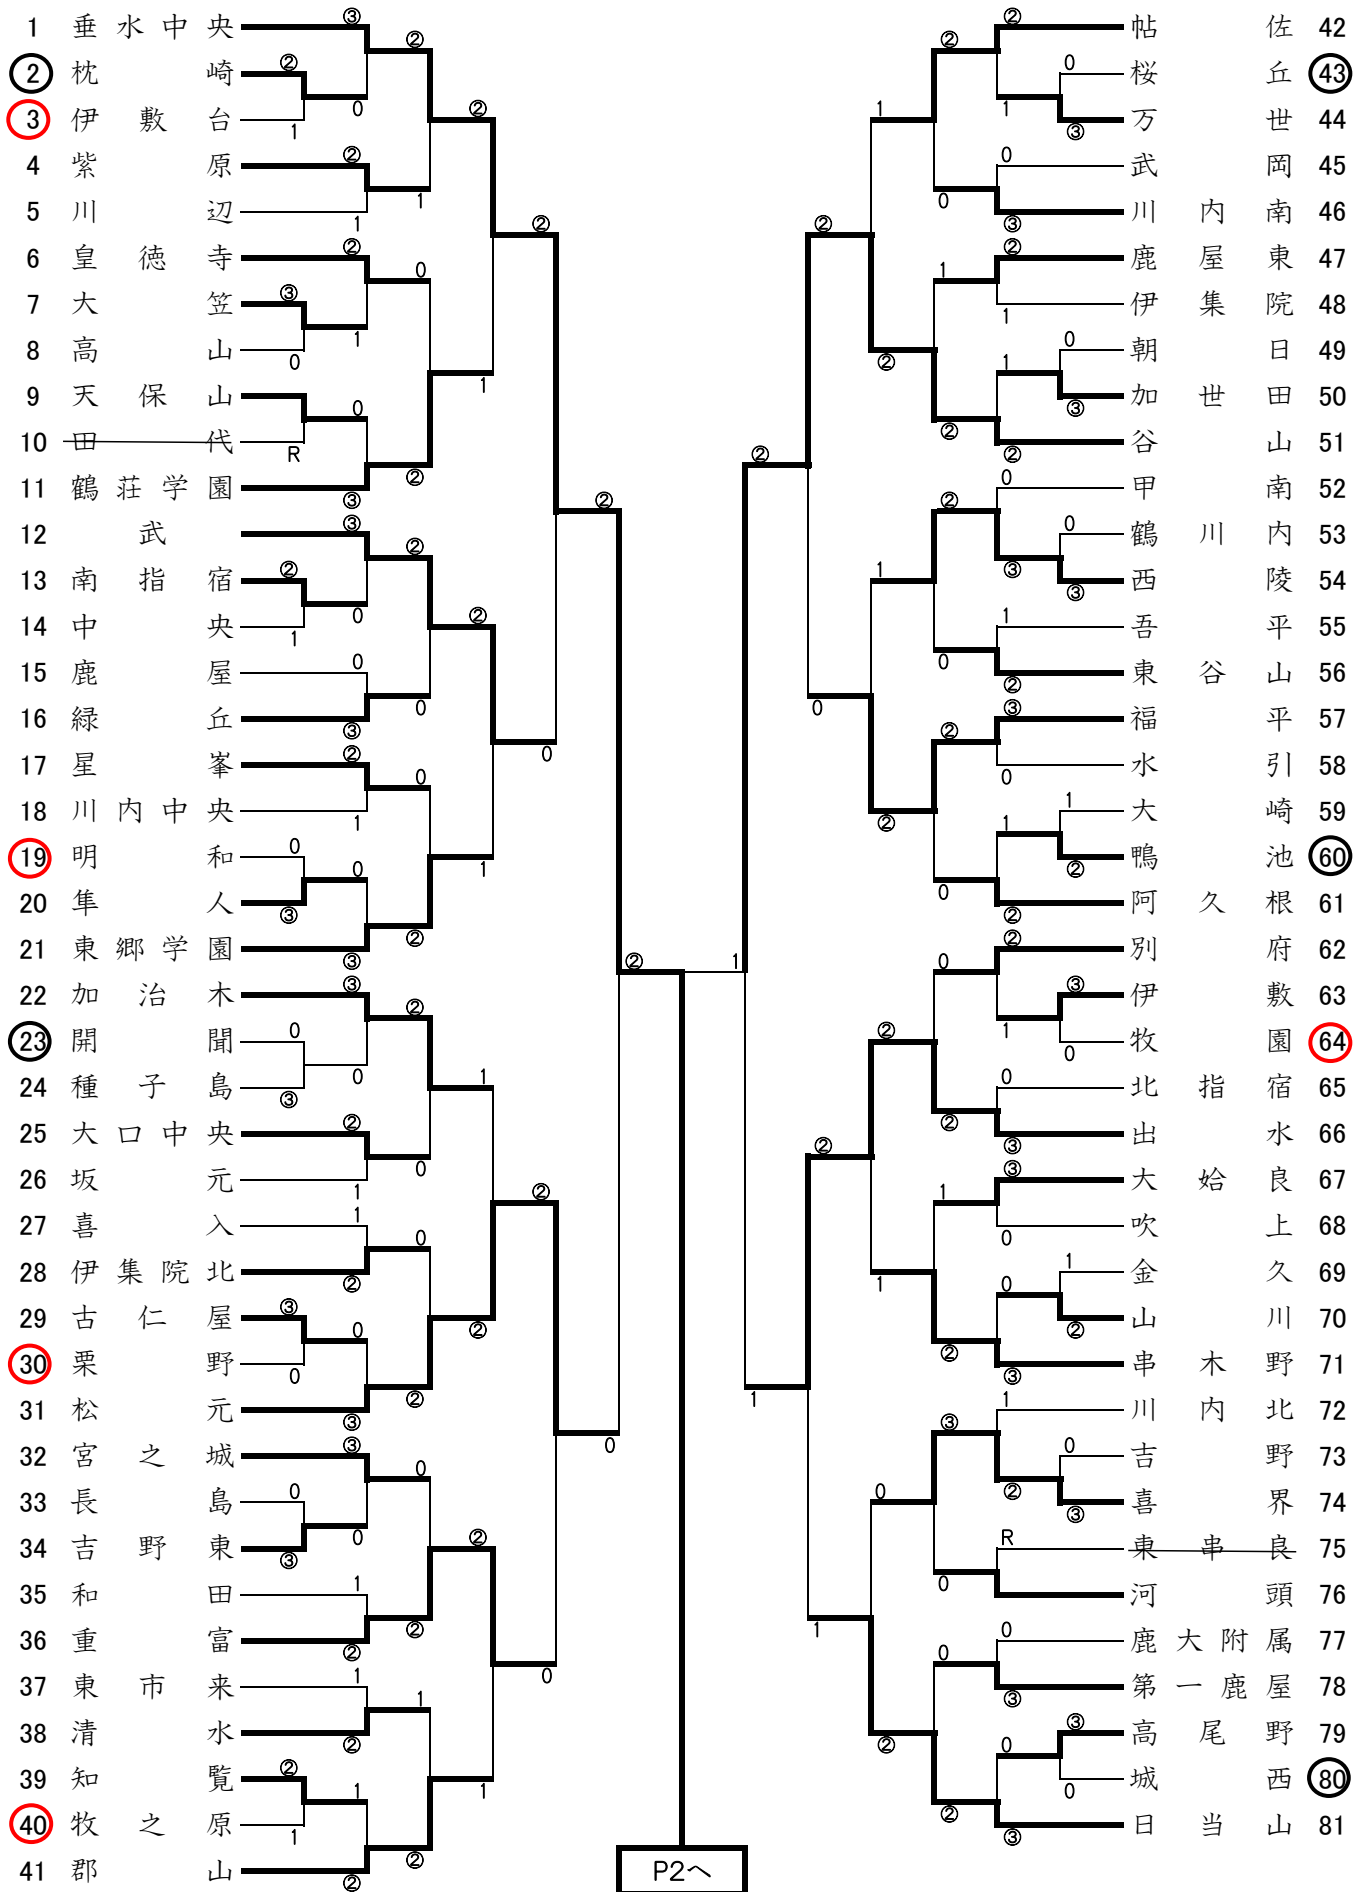 1 垂水中央
2 枕崎
3 伊敷台
4 紫原
5 川辺
6 皇徳寺
7 大笠
8 高山
9 天保山
10 田代
11 鶴荘学園
12 武
13 南指宿
14 中央
15 鹿屋
16 緑丘
17 星峯
18 川内中央
19 明和
20 隼人
21 東郷学園
22 加治木
23 開聞
24 種子島
25 大口中央
26 坂元
27 喜入
28 伊集院北
29 古仁屋
30 栗野
31 松元
32 宮之城
33 長島
34 吉野東
35 和田
36 重富
37 東市来
38 清水
39 知覧
40 牧之原
41 郡山
帖佐 42
桜丘 43
万世 44
武岡 45
川内南 46
鹿屋東 47
伊集院 48
朝日 49
加世田 50
谷山 51
甲南 52
鶴川内 53
西陵 54
吾平 55
東谷山 56
福平 57
水引 58
大崎 59
鴨池 60
阿久根 61
別府 62
伊敷 63
牧園 64
北指宿 65
出水 66
大姶良 67
吹上 68
金久 69
山川 70
串木野 71
川内北 72
吉野 73
喜界 74
東串良 75
河頭 76
鹿大附属 77
第一鹿屋 78
高尾野 79
城西 80
日当山 81
P2へ